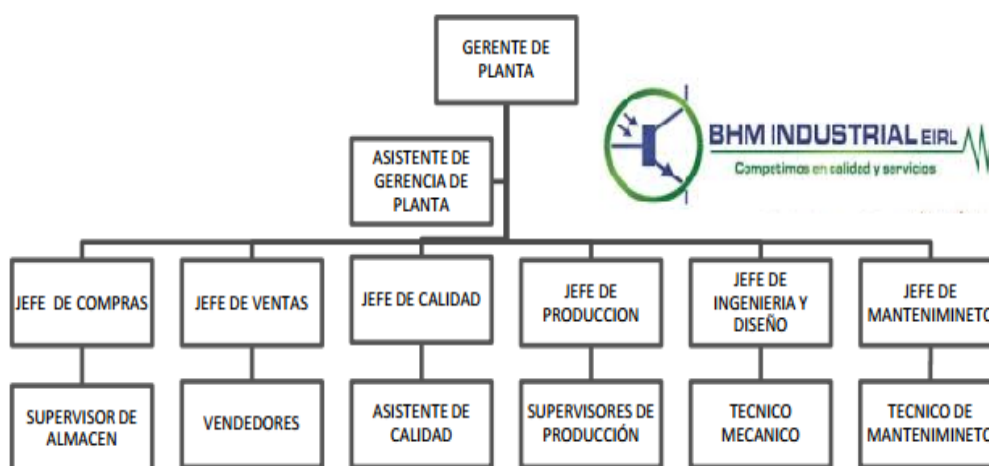 GERENTE DE
PLANTA
BHM INDUSTRIAL EIRL
Competimos en calidad y servicios
ASISTENTE DE
GERENCIA DE
PLANTA
JEFE DE COMPRAS
JEFE DE VENTAS
JEFE DE CALIDAD
JEFE DE
PRODUCCION
JEFE DE
INGENIERIA Y
DISEÑO
JEFE DE
MANTENIMINETO
SUPERVISOR DE
ALMACEN
VENDEDORES
ASISTENTE DE
CALIDAD
SUPERVISORES DE
PRODUCCIÓN
TECNICO
MECANICO
TECNICO DE
MANTENIMINETO